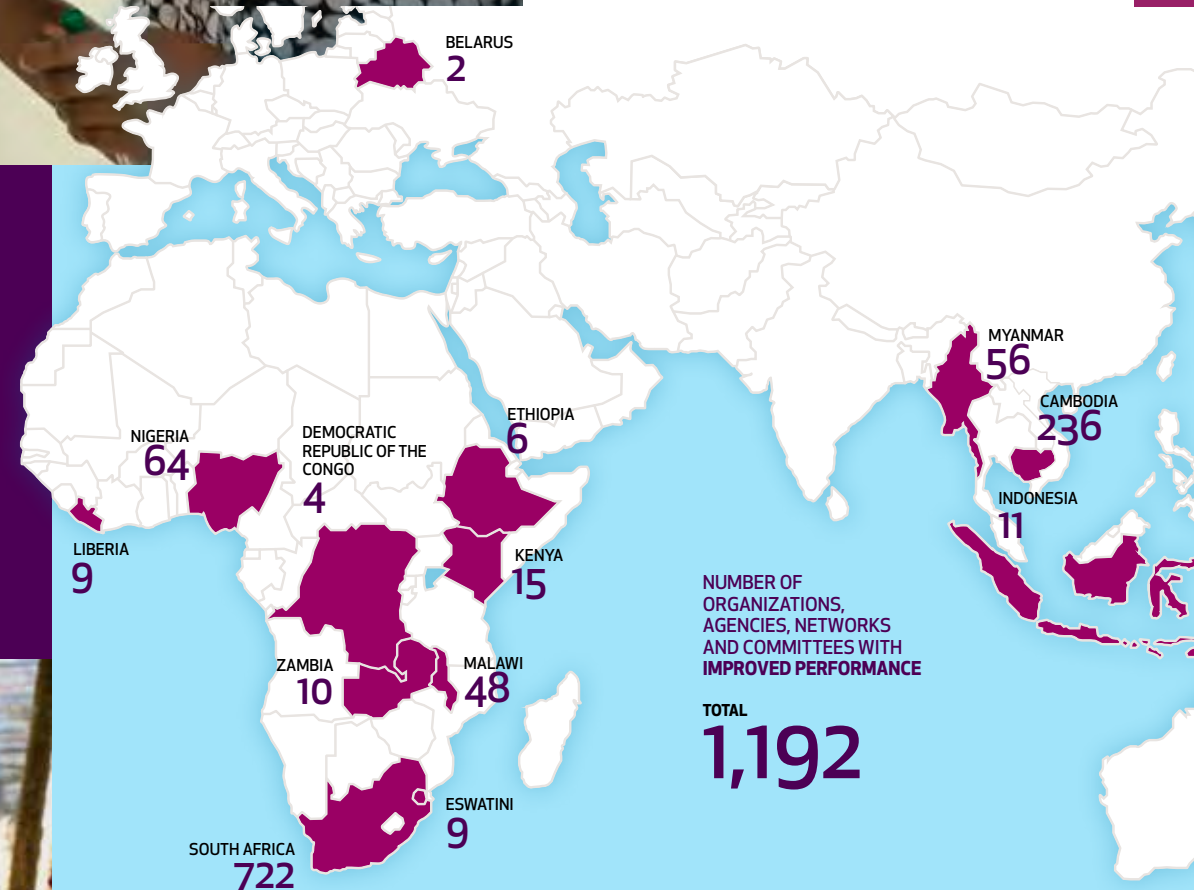 BELARUS
2
MYANMAR
56
CAMBODIA
236
INDONESIA
11
ETHIOPIA
6
NIGERIA
64
DEMOCRATIC
REPUBLIC OF THE
CONGO
4
LIBERIA
9
KENYA
15
ZAMBIA
10
MALAWI
48
ESWATINI
9
SOUTH AFRICA
722
NUMBER OF
ORGANIZATIONS,
AGENCIES, NETWORKS
AND COMMITTEES WITH
IMPROVED PERFORMANCE
TOTAL
1,192